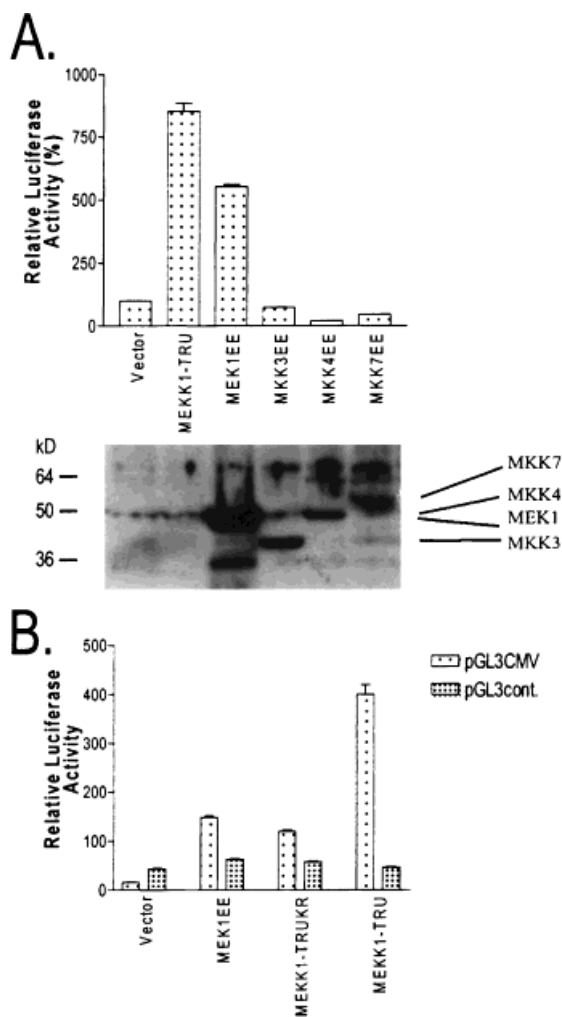 A.
Relative Luciferase
Activity (%)
1000
750
500
250
0
Vector
MEKK1-TRU
MEK1EE
MKK3EE
MKK4EE
MKK7EE
kD
64
50
36
MKK7
MKK4
MEK1
MKK3
B.
Relative Luciferase
Activity
500
400
300
200
100
0
pGL3CMV
pGL3cont.
Vector
MEK1EE
MEKK1-TRUKR
MEKK1-TRU